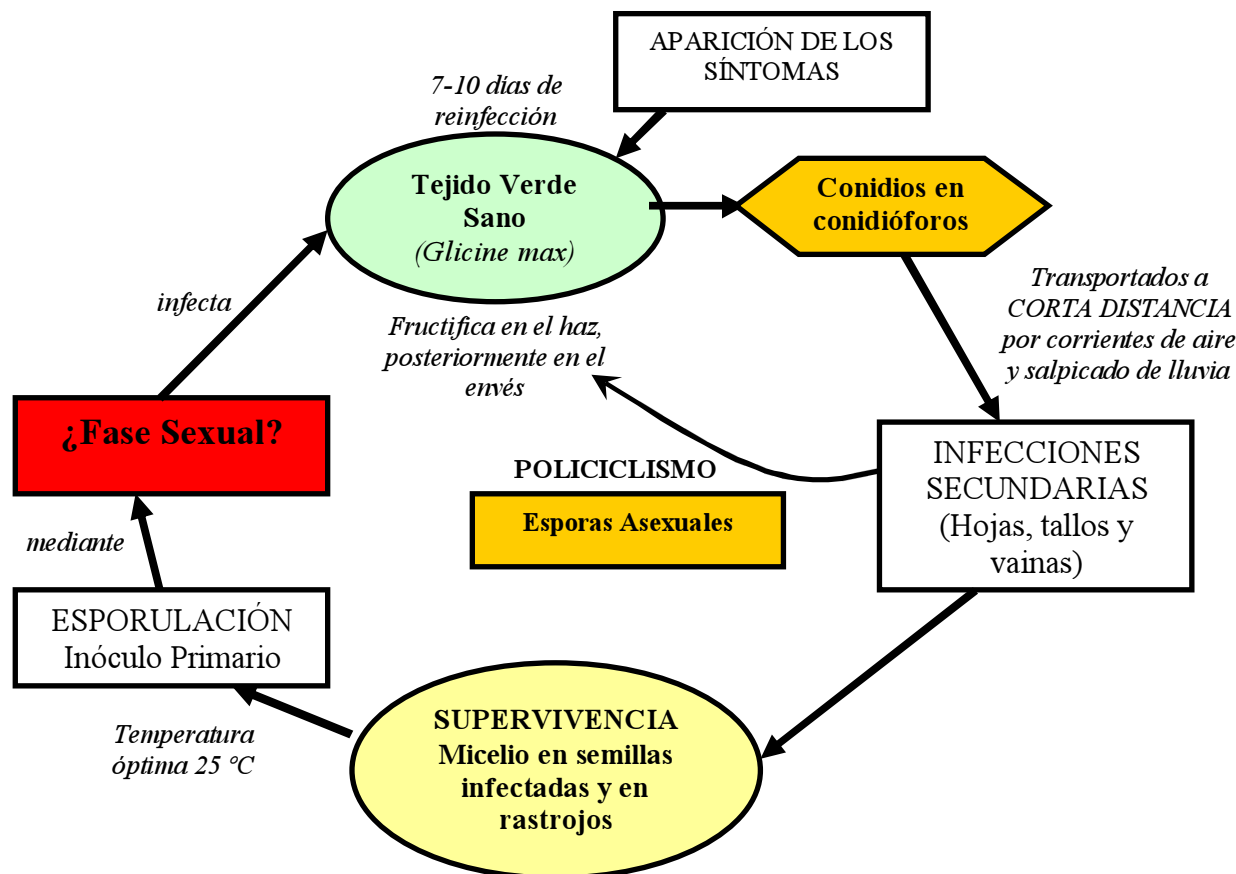 APARICIÓN DE LOS
SÍNTOMAS
7-10 días de
reinfección
Tejido Verde
Sano
(Glicine max)
Conidios en
conidióforos
Transportados a
CORTA DISTANCIA
por corrientes de aire
y salpicado de lluvia
infecta
Fructifica en el haz,
posteriormente en el
envés
¿Fase Sexual?
POLICICLISMO
Esporas Asexuales
INFECCIONES
SECUNDARIAS
(Hojas, tallos y
vainas)
mediante
ESPORULACIÓN
Inóculo Primario
Temperatura
óptima 25 ºC
SUPERVIVENCIA
Micelio en semillas
infectadas y en
rastrojos